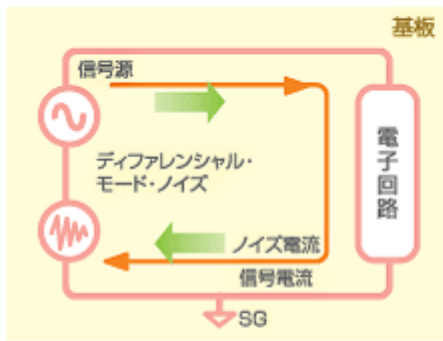 基板
信号源
ディファレンシャル・
モード・ノイズ
電子回路
ノイズ電流
信号電流
SG